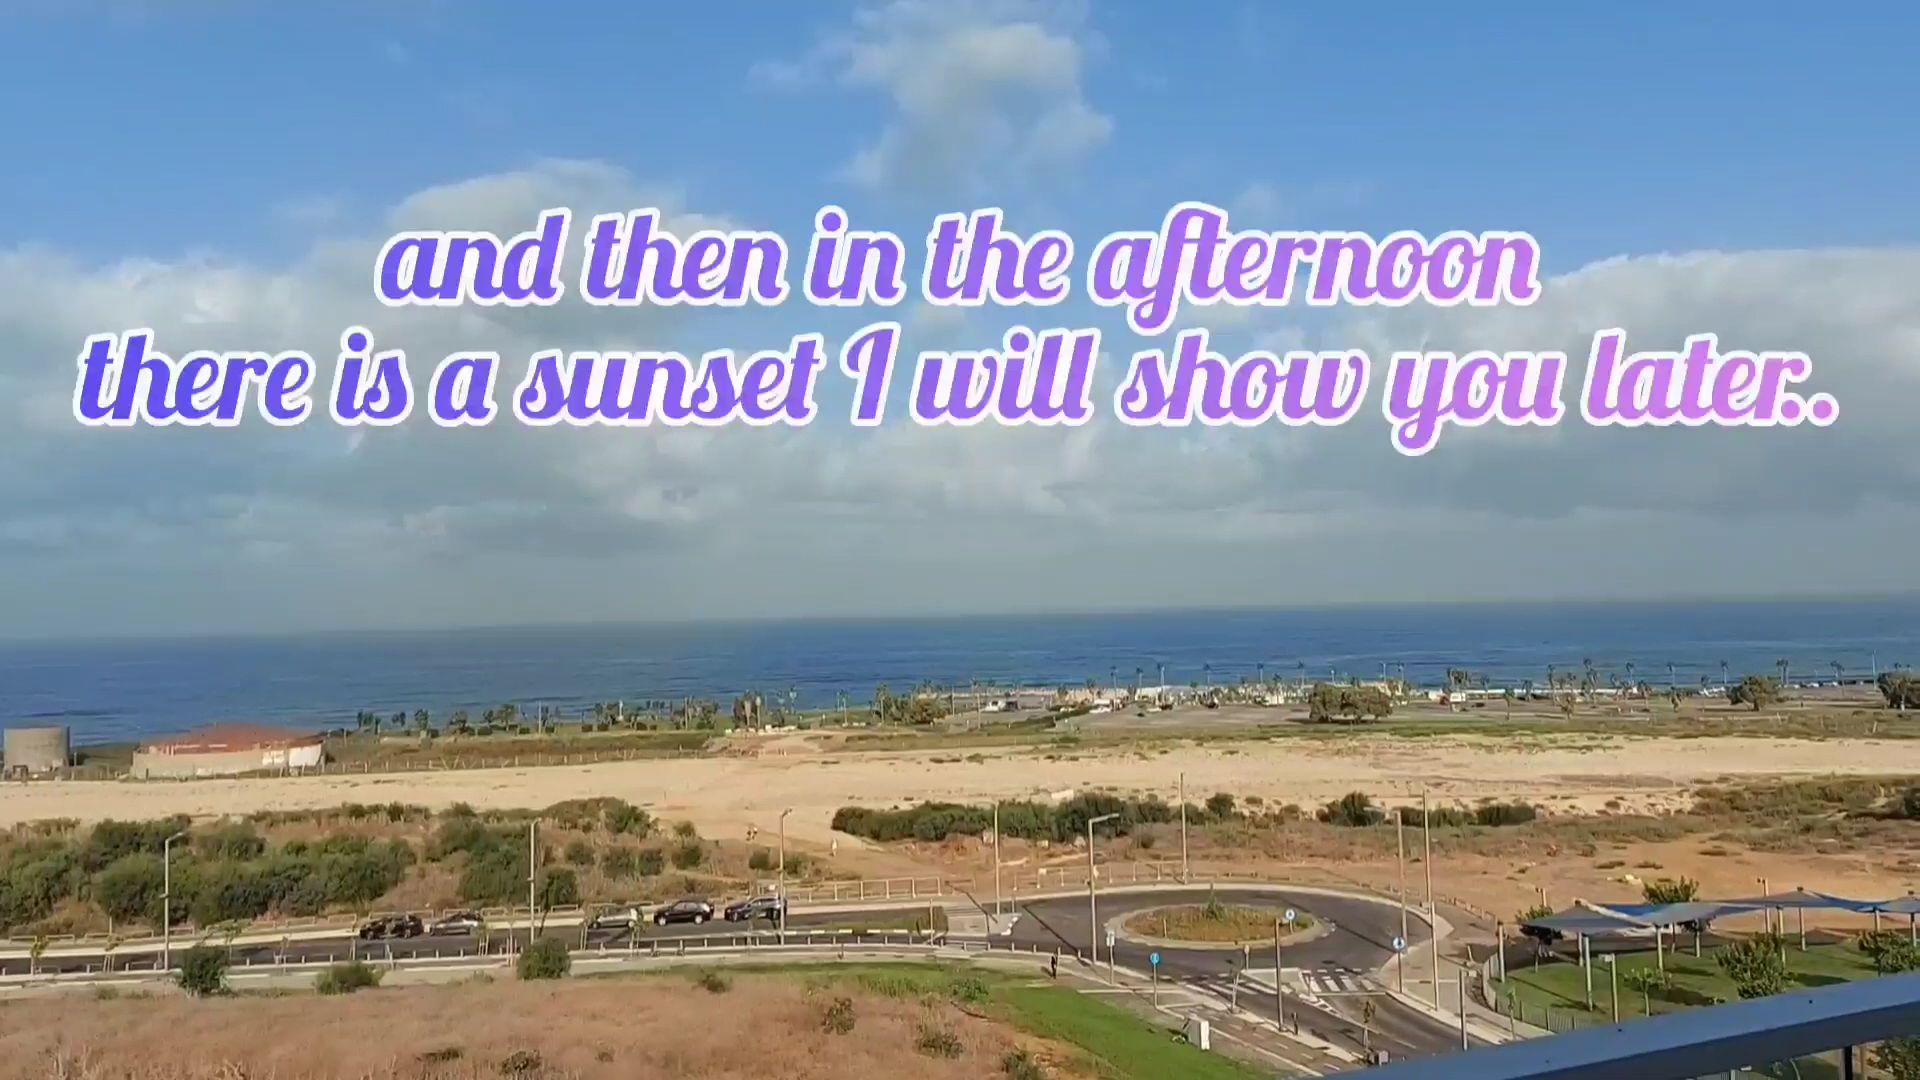 and then in the afternoon
there is a sunset I will show you later..